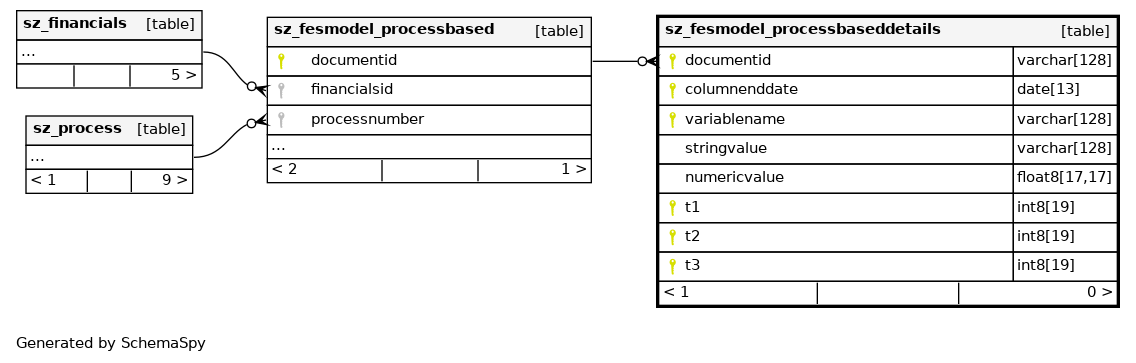 sz_financials [table]
...
5 >
sz_process [table]
...
< 1 9 >
sz_fesmodel_processbased [table]
documentid
financialsid
processnumber
...
< 2 1 >
sz_fesmodel_processbaseddetails [table]
documentid varchar[128]
columnenddate date[13]
variablename varchar[128]
stringvalue varchar[128]
numericvalue float8[17,17]
t1 int8[19]
t2 int8[19]
t3 int8[19]
< 1 0 >
Generated by SchemaSpy